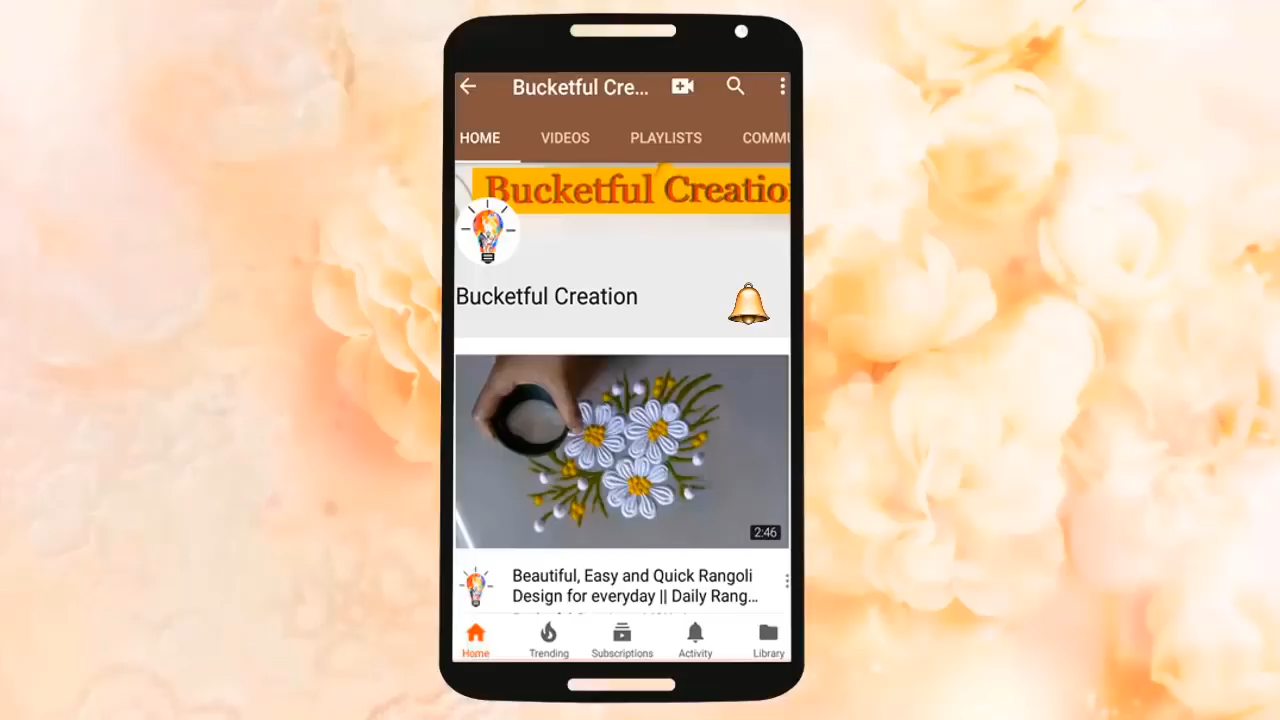 Bucketful Cre...
HOME VIDEOS PLAYLISTS COMMU
Bucketful Creation
Bucketful Creation
2:46
Beautiful, Easy and Quick Rangoli
Design for everyday || Daily Rang...
Home Trending Subscriptions Activity Library